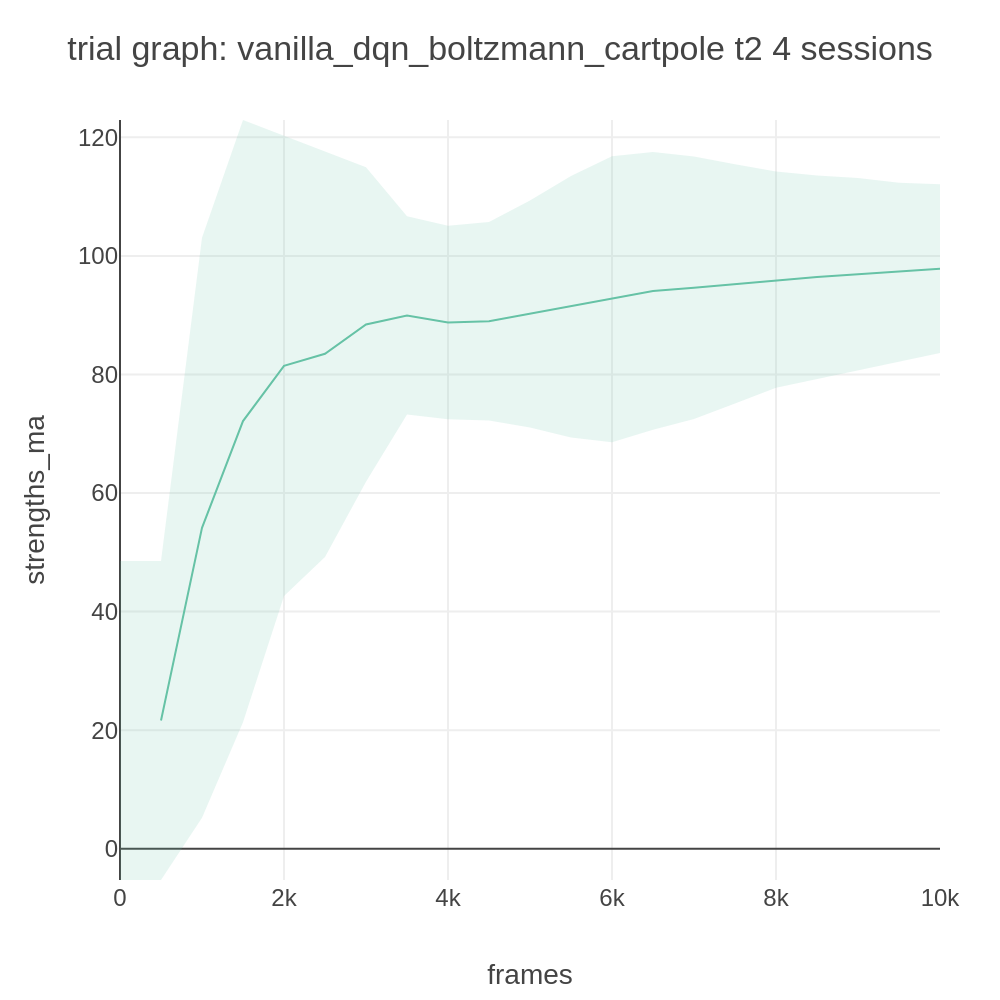 trial graph: vanilla_dqn_boltzmann_cartpole t2 4 sessions
120
100
80
60
40
20
0
strengths_ma
0 2k 4k 6k 8k 10k
frames